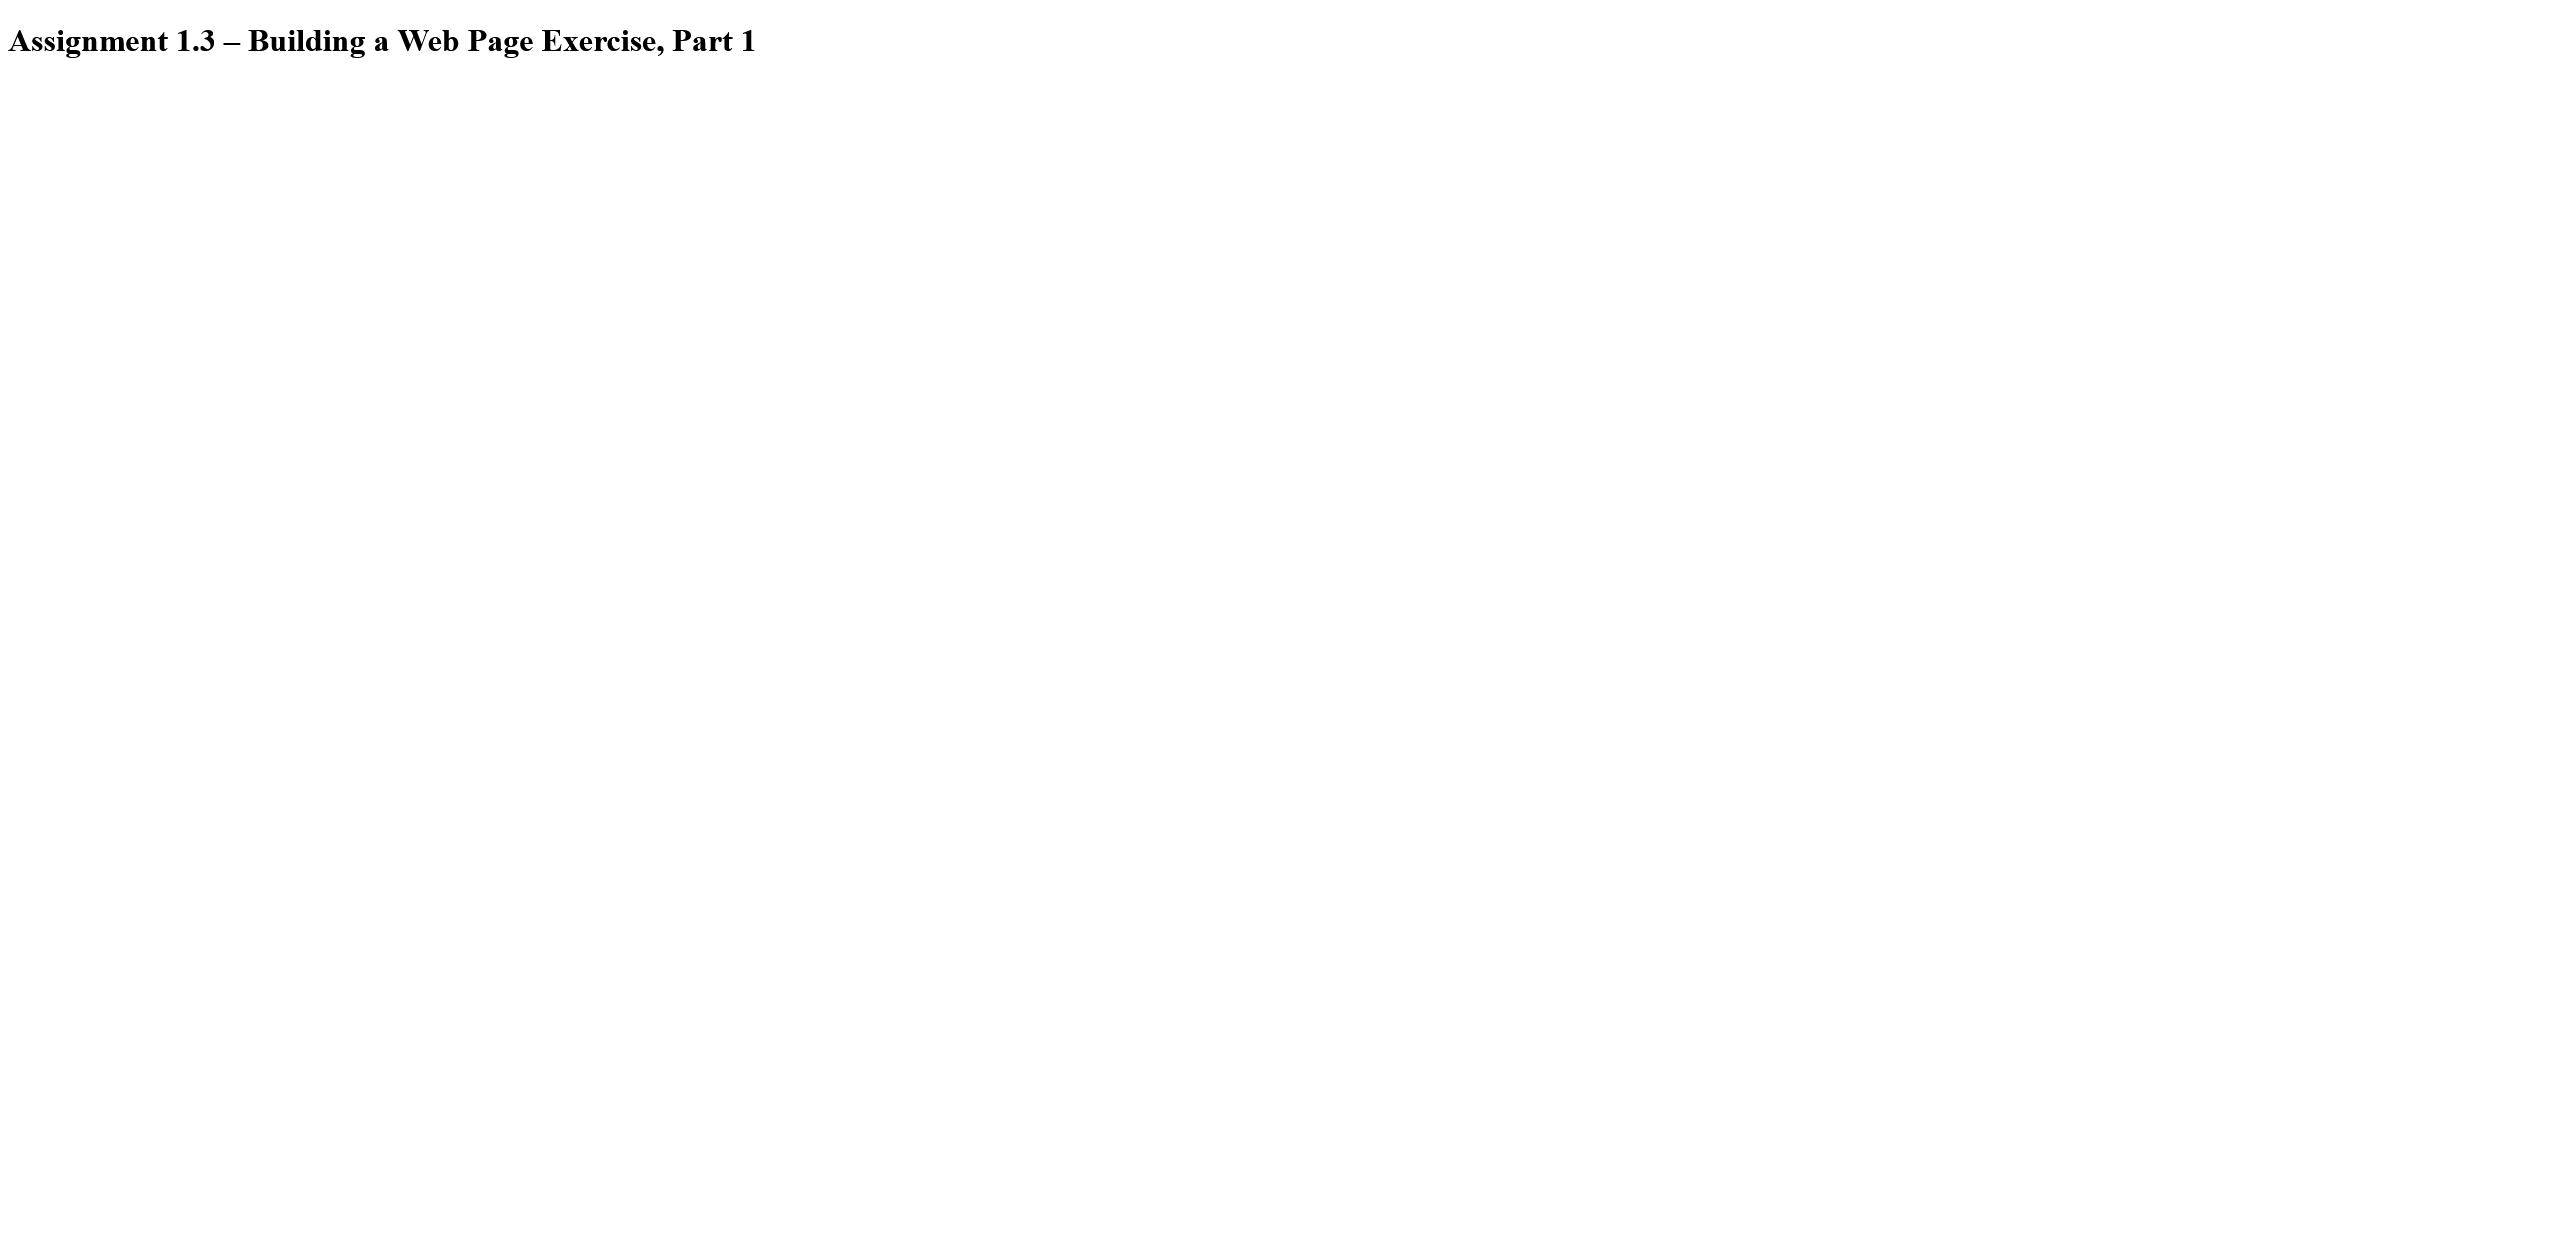 Assignment 1.3 – Building a Web Page Exercise, Part 1